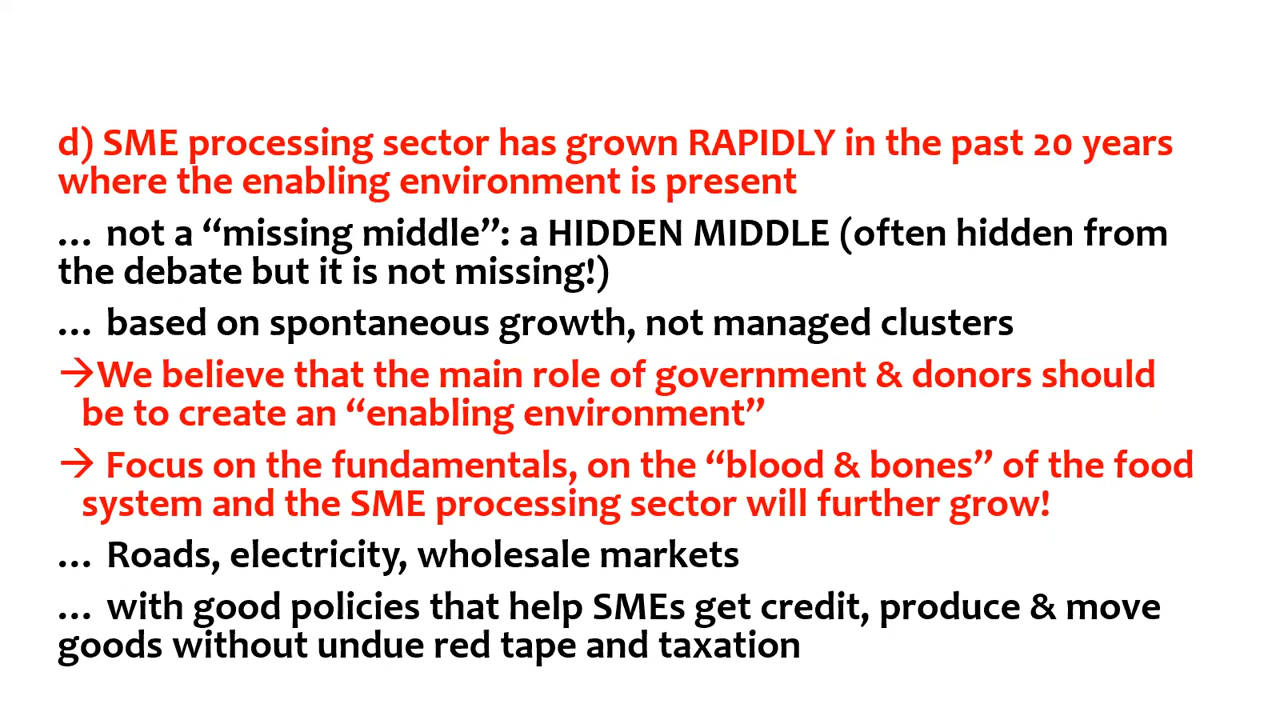 d) SME processing sector has grown RAPIDLY in the past 20 years
where the enabling environment is present
… not a “missing middle”: a HIDDEN MIDDLE (often hidden from
the debate but it is not missing!)
… based on spontaneous growth, not managed clusters
→We believe that the main role of government & donors should
be to create an “enabling environment”
→ Focus on the fundamentals, on the “blood & bones” of the food
system and the SME processing sector will further grow!
… Roads, electricity, wholesale markets
… with good policies that help SMEs get credit, produce & move
goods without undue red tape and taxation